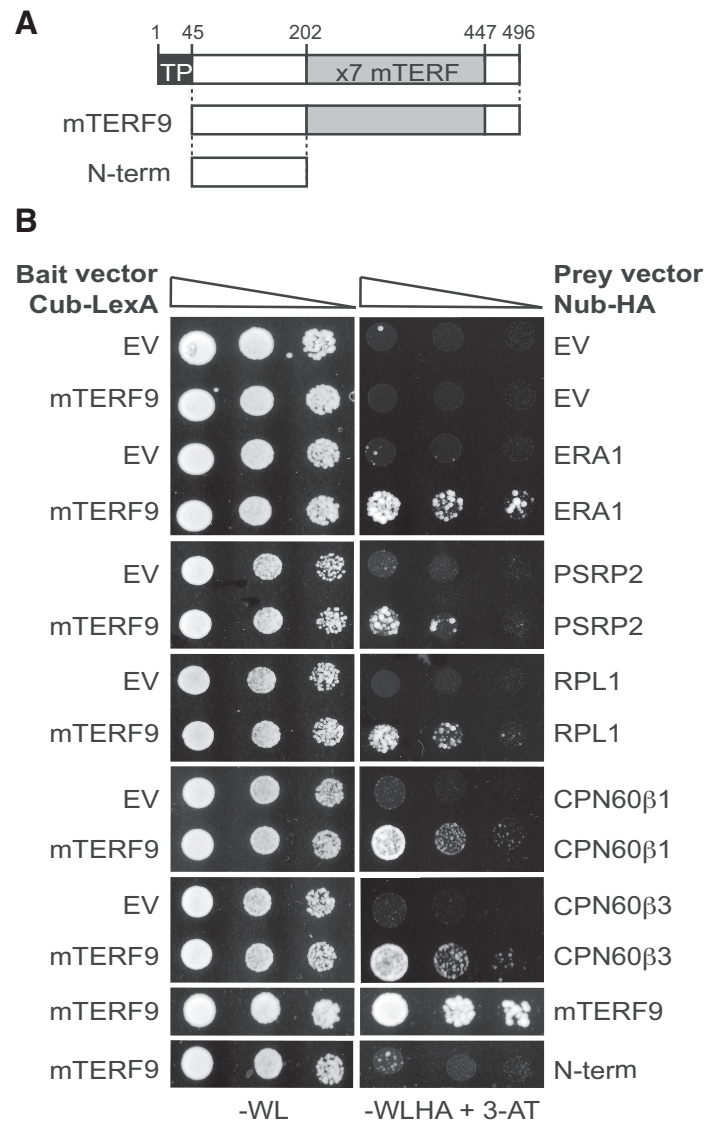 A
1 45 202 447 496
TP x7 mTERF
mTERF9
N-term
B
Bait vector Prey vector
Cub-LexA Nub-HA
EV EV
mTERF9 EV
EV ERA1
mTERF9 ERA1
EV PSRP2
mTERF9 PSRP2
EV RPL1
mTERF9 RPL1
EV CPN60β1
mTERF9 CPN60β1
EV CPN60β3
mTERF9 CPN60β3
mTERF9 mTERF9
mTERF9 N-term
-WL -WLHA + 3-AT